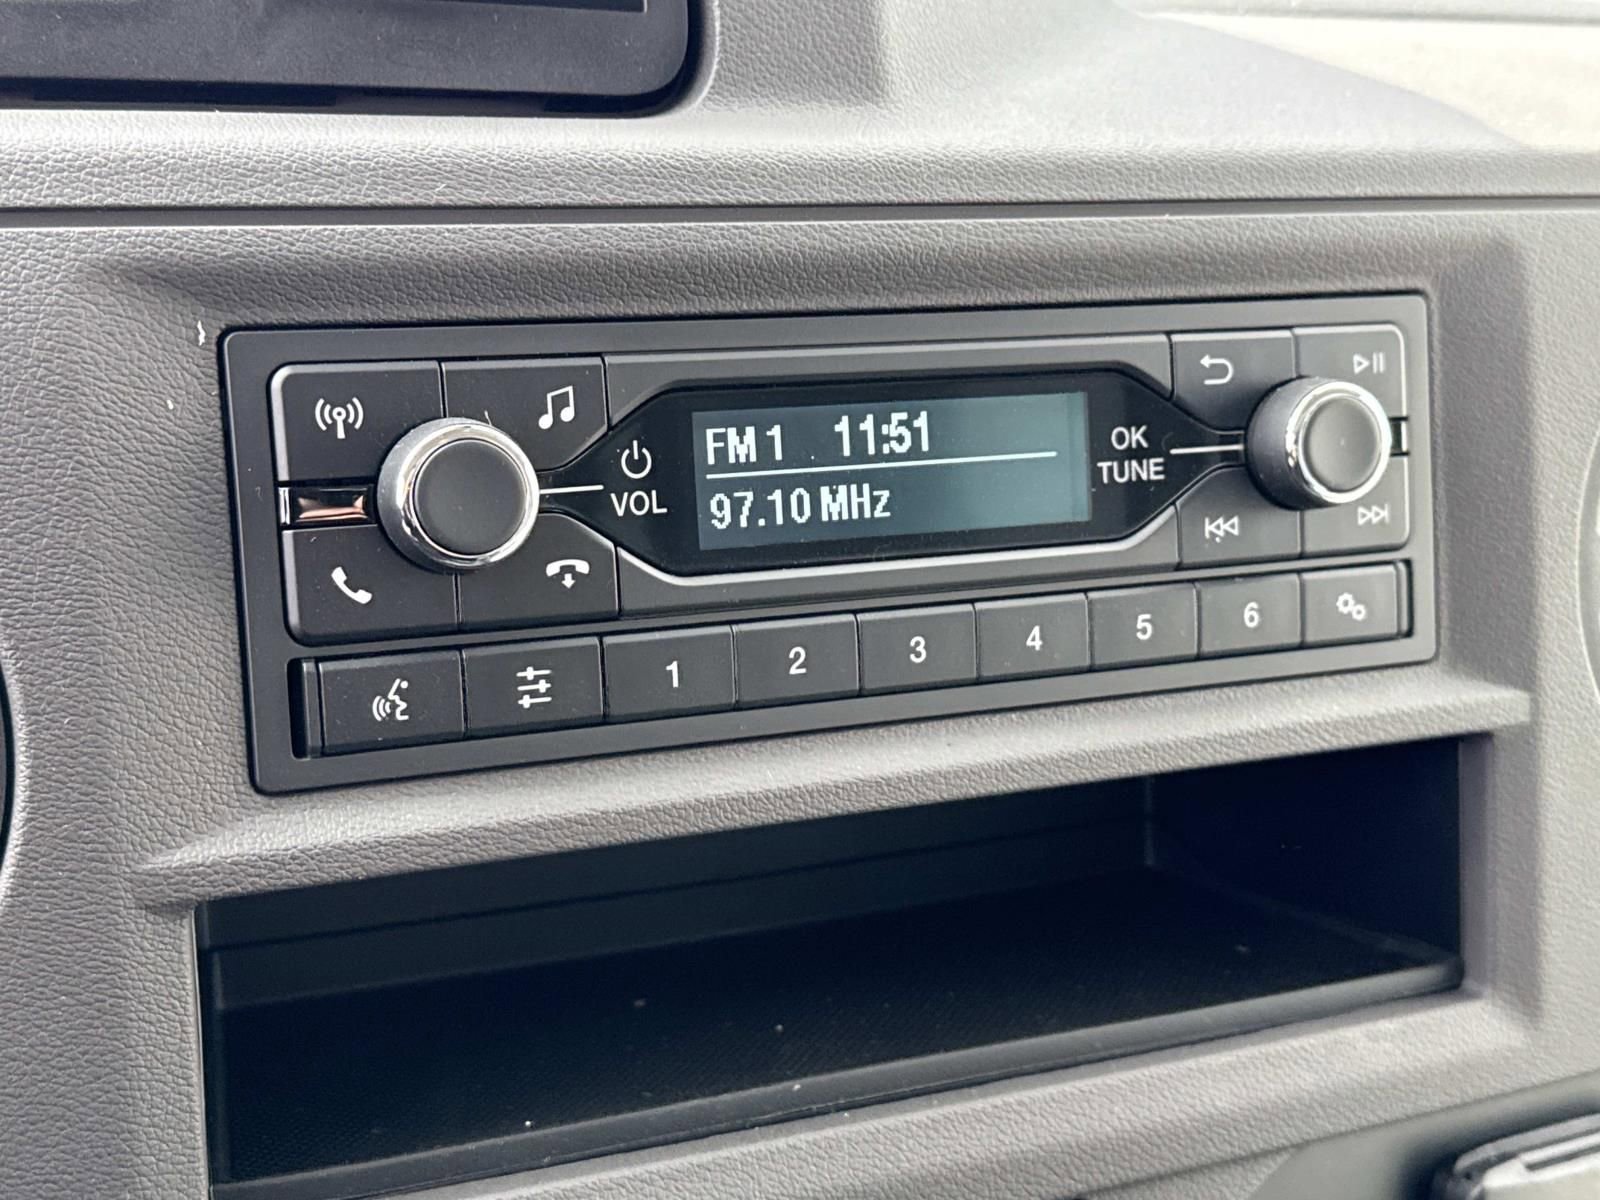 FM 1 11:51
97.10 MHz
VOL
OK
TUNE
1 2 3 4 5 6